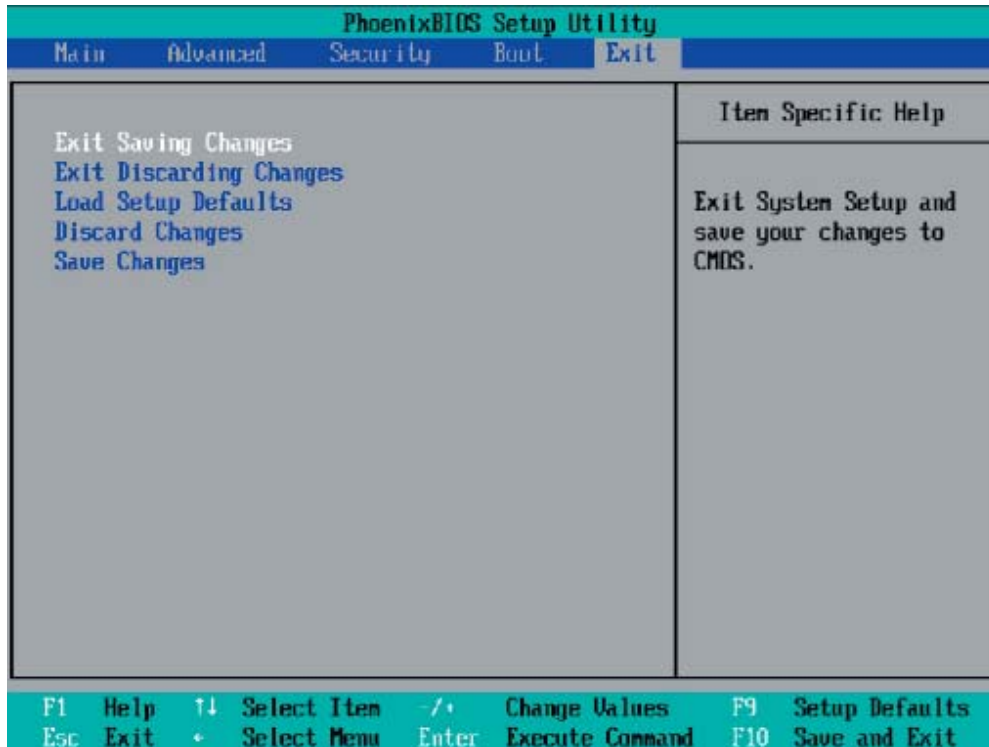 PhoenixBIOS Setup Utility
Main Advanced Security Boot Exit
Item Specific Help
Exit Saving Changes
Exit Discarding Changes
Load Setup Defaults
Discard Changes
Save Changes
Exit System Setup and
save your changes to
CMOS.
F1 Help ↑↓ Select Item -/+ Change Values F9 Setup Defaults
Esc Exit ← Select Menu Enter Execute Command F10 Save and Exit